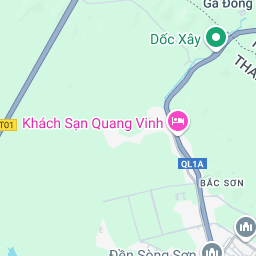 Ga Đồng
Dốc Xây
THA
Khách Sạn Quang Vinh
T01
QL1A
BẮC SƠN
Đền Sòng Sơn